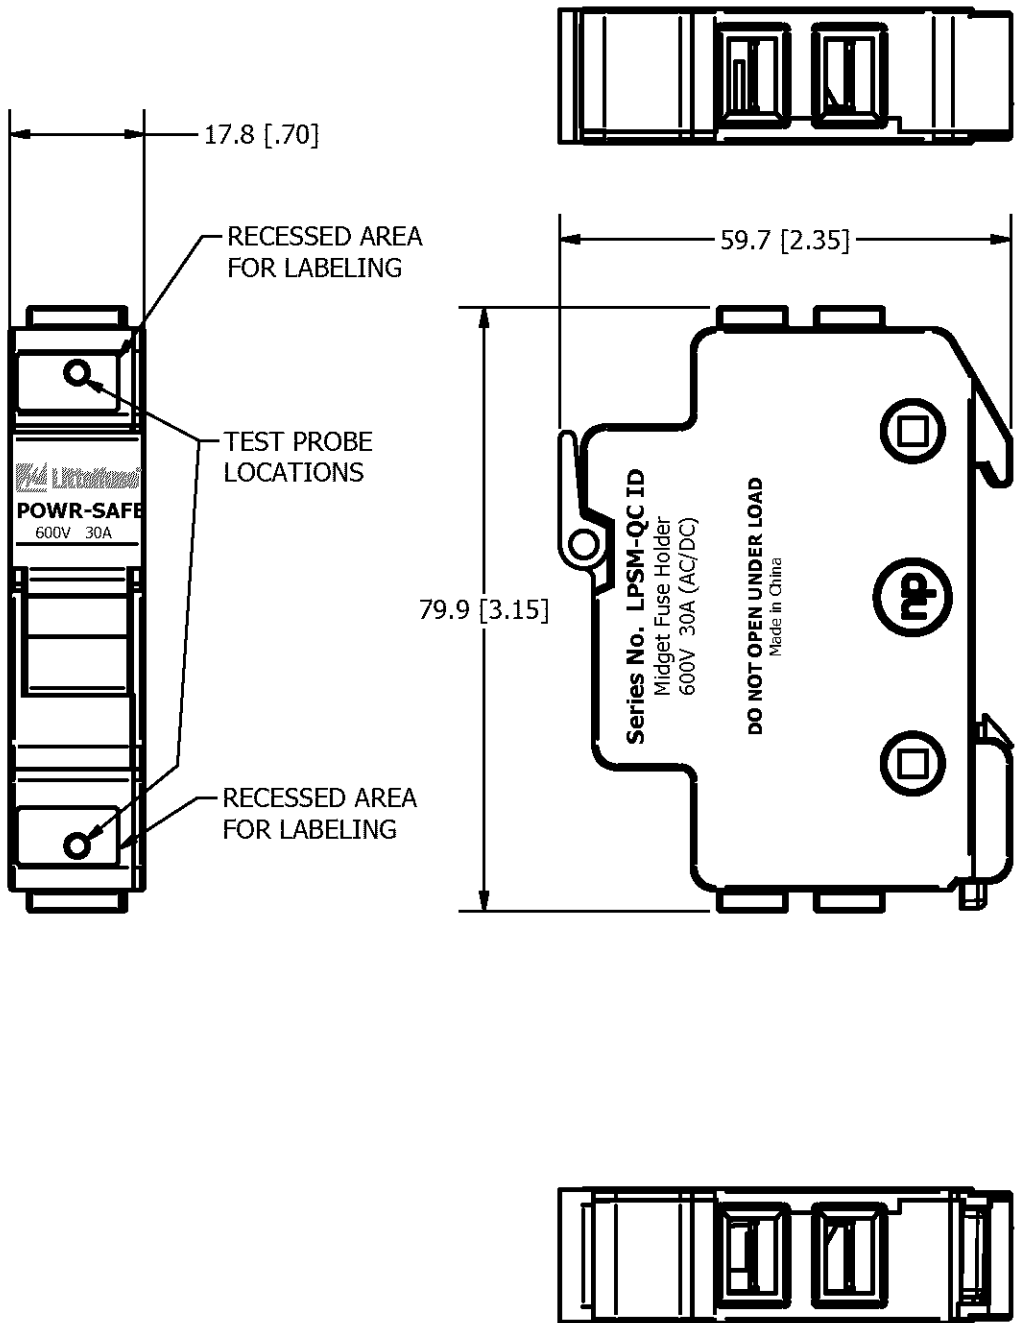 17.8 [.70]
RECESSED AREA
FOR LABELING
59.7 [2.35]
TEST PROBE
LOCATIONS
Littelfuse
POWR-SAFE
600V 30A
79.9 [3.15]
Series No. LPSM-QC ID
Midget Fuse Holder
600V 30A (AC/DC)
DO NOT OPEN UNDER LOAD
Made in China
np
RECESSED AREA
FOR LABELING